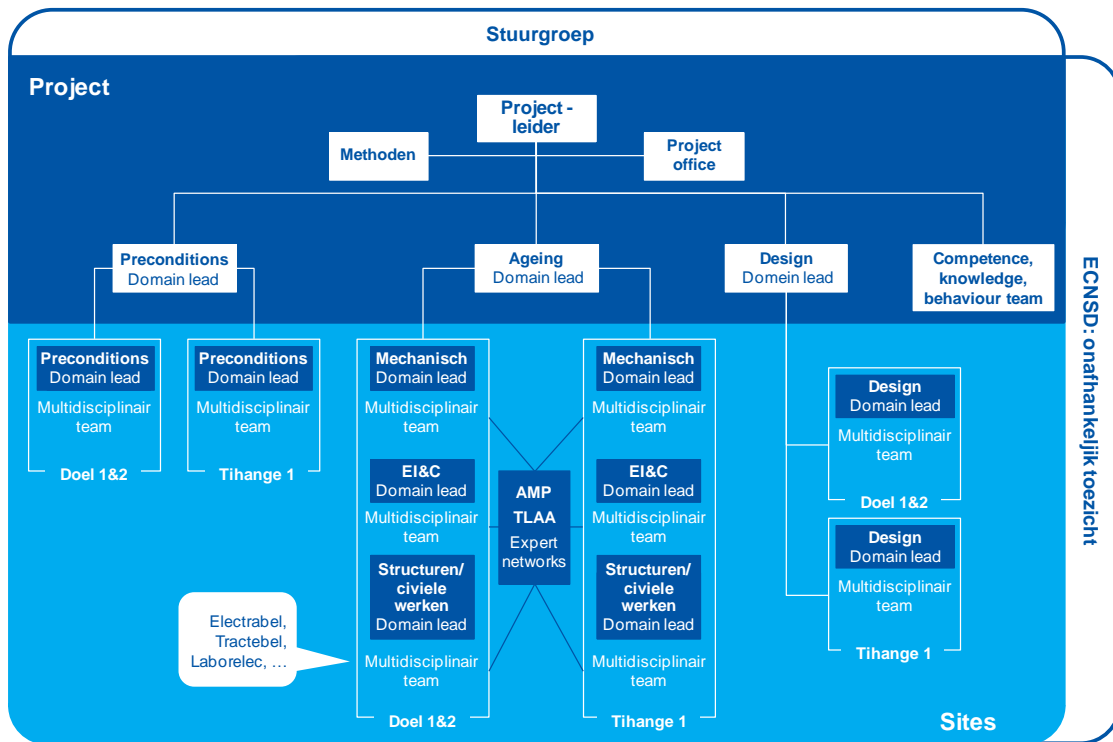 Stuurgroep
Project
Project -
leider
Methoden
Project
office
Preconditions
Domain lead
Ageing
Domain lead
Design
Domein lead
Competence,
knowledge,
behaviour team
ECNSD: onafhankeljik toezicht
Preconditions
Domain lead
Multidisciplinair
team
Doel 1&2
Preconditions
Domain lead
Multidisciplinair
team
Tihange 1
Mechanisch
Domain lead
Multidisciplinair
team
EI&C
Domain lead
Multidisciplinair
team
Structuren/
civiele
werken
Domain lead
Multidisciplinair
team
Doel 1&2
Electrabel,
Tractebel,
Laborelec, …
AMP
TLAA
Expert
networks
Mechanisch
Domain lead
Multidisciplinair
team
EI&C
Domain lead
Multidisciplinair
team
Structuren/
civiele
werken
Domain lead
Multidisciplinair
team
Tihange 1
Design
Domain lead
Multidisciplinair
team
Doel 1&2
Design
Domain lead
Multidisciplinair
team
Tihange 1
Sites